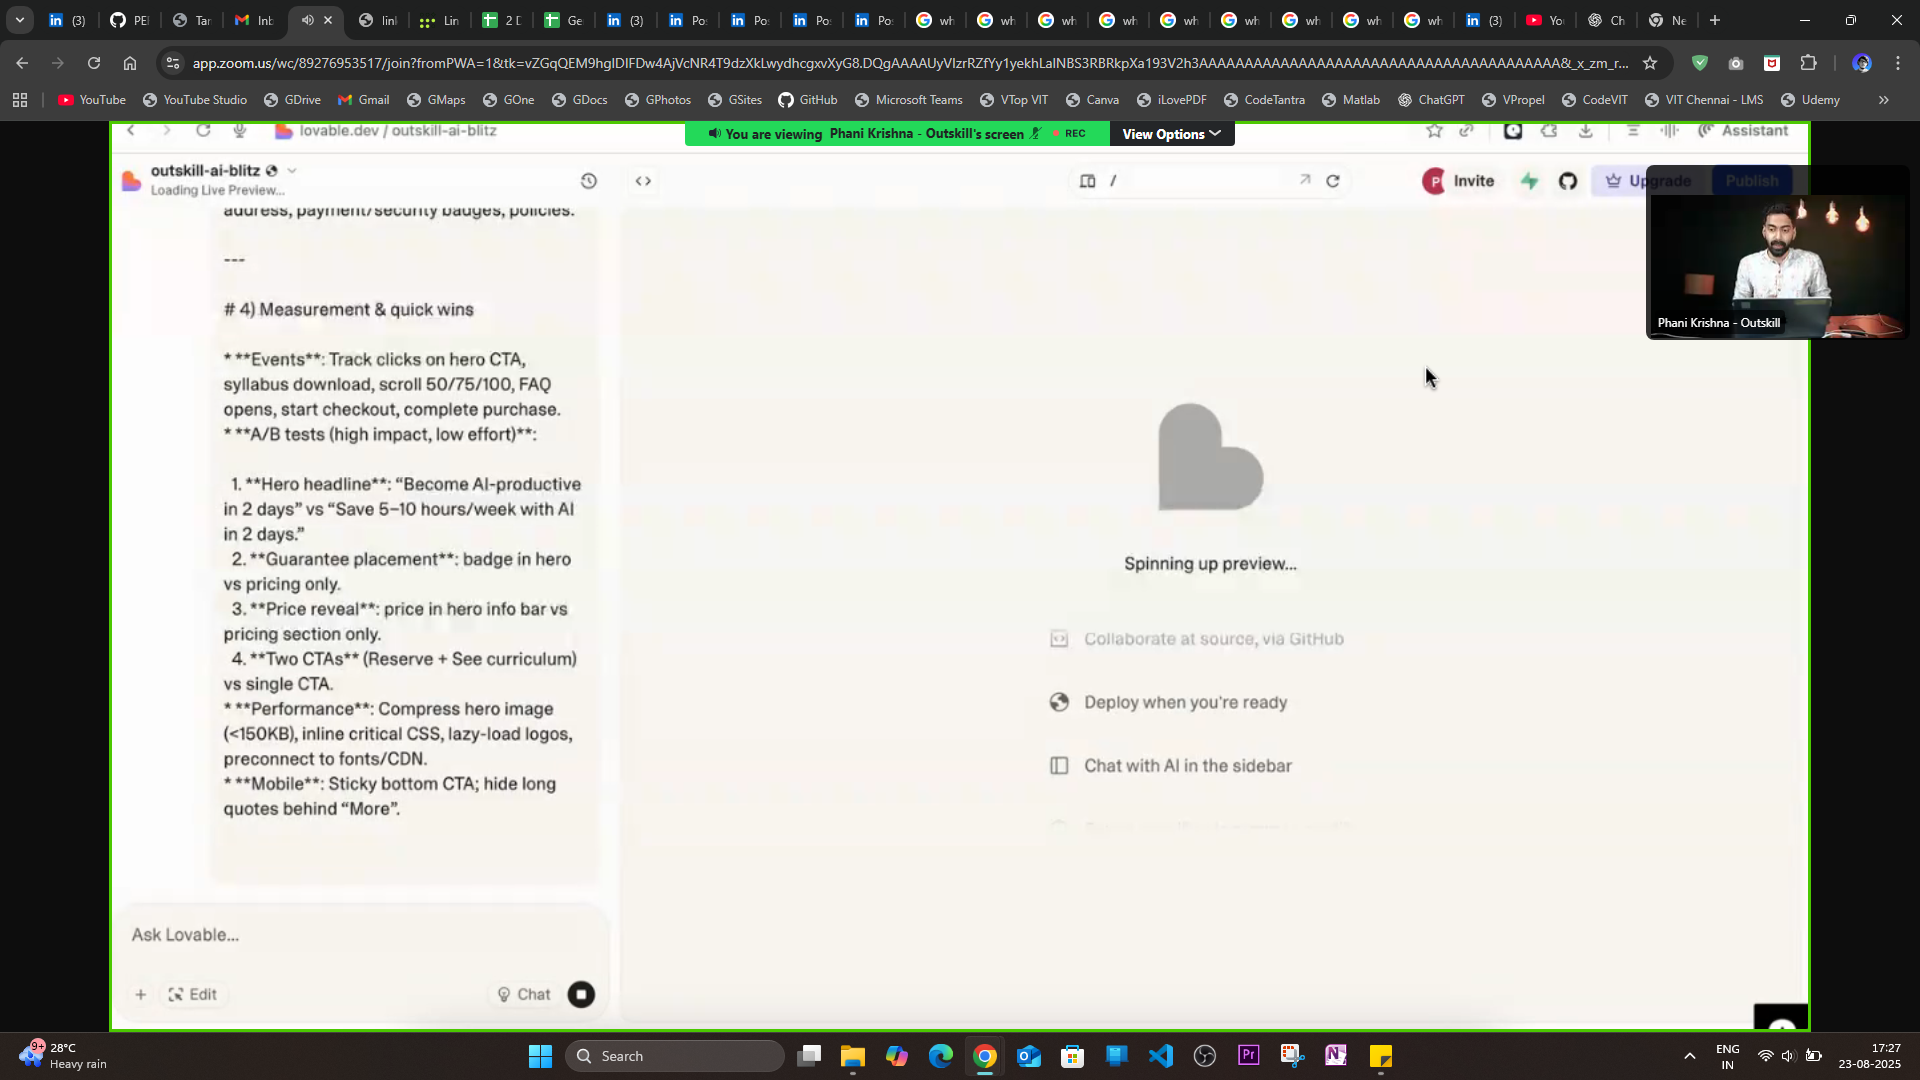 (3)
PE
Tar
Inb
link
Lin
2 D
Ge
(3)
Po:
Po:
Po:
Po:
wh
wh
wh
wh
wh
wh
wh
wh
wh
(3)
Yo
Ch
Ne
app.zoom.us/wc/89276953517/join?fromPWA=1&tk=
YouTube
YouTube Studio
GDrive
Gmail
GMaps
GOne
GDocs
GPhotos
GSites
GitHub
Microsoft Teams
VTop VIT
Canva
iLovePDF
CodeTantra
Matlab
ChatGPT
VPropel
CodeVIT
VIT Chennai - LMS
Udemy
lovable.dev / outskill-ai-blitz
You are viewing Phani Krishna - Outskill's screen
REC
View Options
Assistant
outskill-ai-blitz
Loading Live Preview...
/
P
Invite
Upgrade
Publish
Phani Krishna - Outskill
address, payment/security badges, policies.
---
# 4) Measurement & quick wins
* **Events**: Track clicks on hero CTA,
syllabus download, scroll 50/75/100, FAQ
opens, start checkout, complete purchase.
* **A/B tests (high impact, low effort)**:
1. **Hero headline**: “Become AI-productive
in 2 days” vs “Save 5–10 hours/week with AI
in 2 days.”
2. **Guarantee placement**: badge in hero
vs pricing only.
3. **Price reveal**: price in hero info bar vs
pricing section only.
4. **Two CTAs** (Reserve + See curriculum)
vs single CTA.
* **Performance**: Compress hero image
(<150KB), inline critical CSS, lazy-load logos,
preconnect to fonts/CDN.
* **Mobile**: Sticky bottom CTA; hide long
quotes behind “More”.
Spinning up preview...
Collaborate at source, via GitHub
Deploy when you're ready
Chat with AI in the sidebar
Ask Lovable...
+
Edit
Chat
9+
28°C
Heavy rain
Search
Pr
N
ENG
IN
17:27
23-08-2025